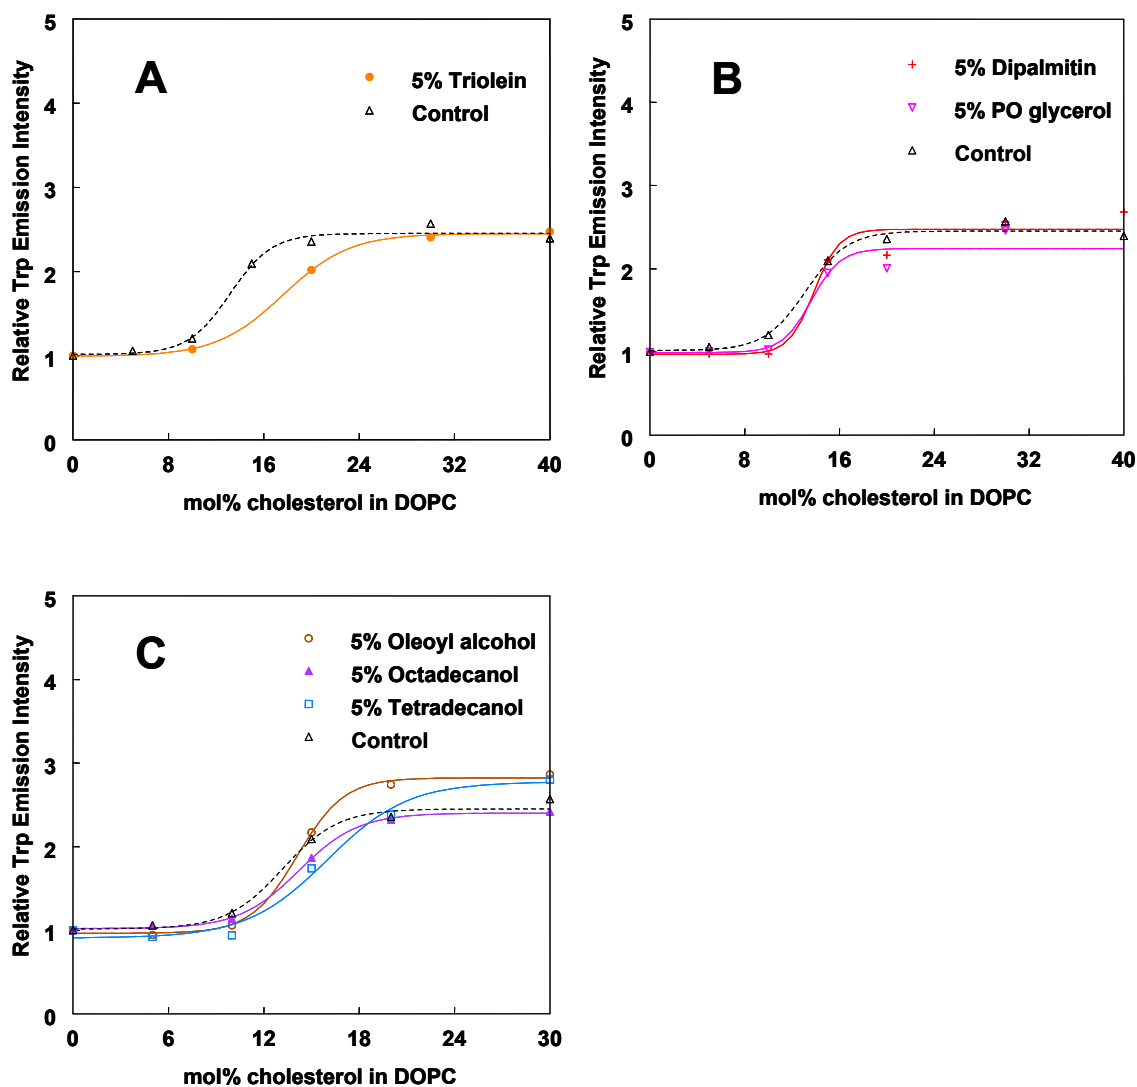 A
5% Triolein
Control
Relative Trp Emission Intensity
5
4
3
2
1
0
0 8 16 24 32 40
mol% cholesterol in DOPC
B
5% Dipalmitin
5% PO glycerol
Control
Relative Trp Emission Intensity
5
4
3
2
1
0
0 8 16 24 32 40
mol% cholesterol in DOPC
C
5% Oleoyl alcohol
5% Octadecanol
5% Tetradecanol
Control
Relative Trp Emission Intensity
5
4
3
2
1
0
0 6 12 18 24 30
mol% cholesterol in DOPC